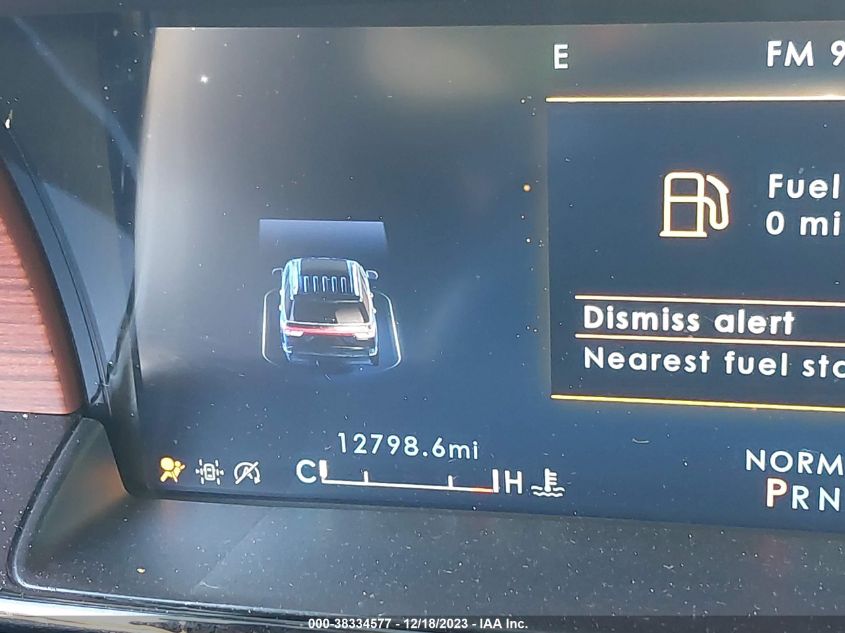 E
FM 9
Fuel
0 mi
Dismiss alert
Nearest fuel sta
12798.6mi
C H
NORM
PRN
000-38334577 - 12/18/2023 - IAA Inc.